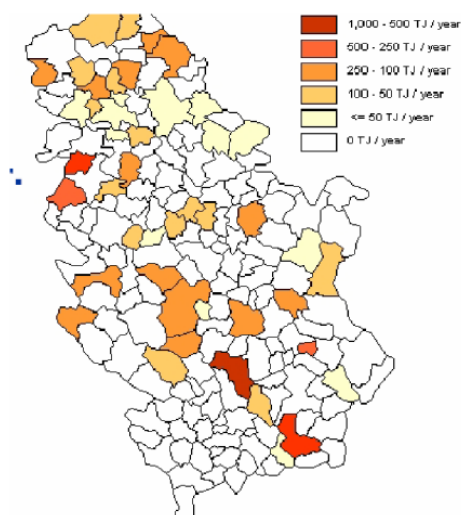 1,000 - 500 TJ / year
500 - 250 TJ / year
250 - 100 TJ / year
100 - 50 TJ / year
<= 50 TJ / year
0 TJ / year